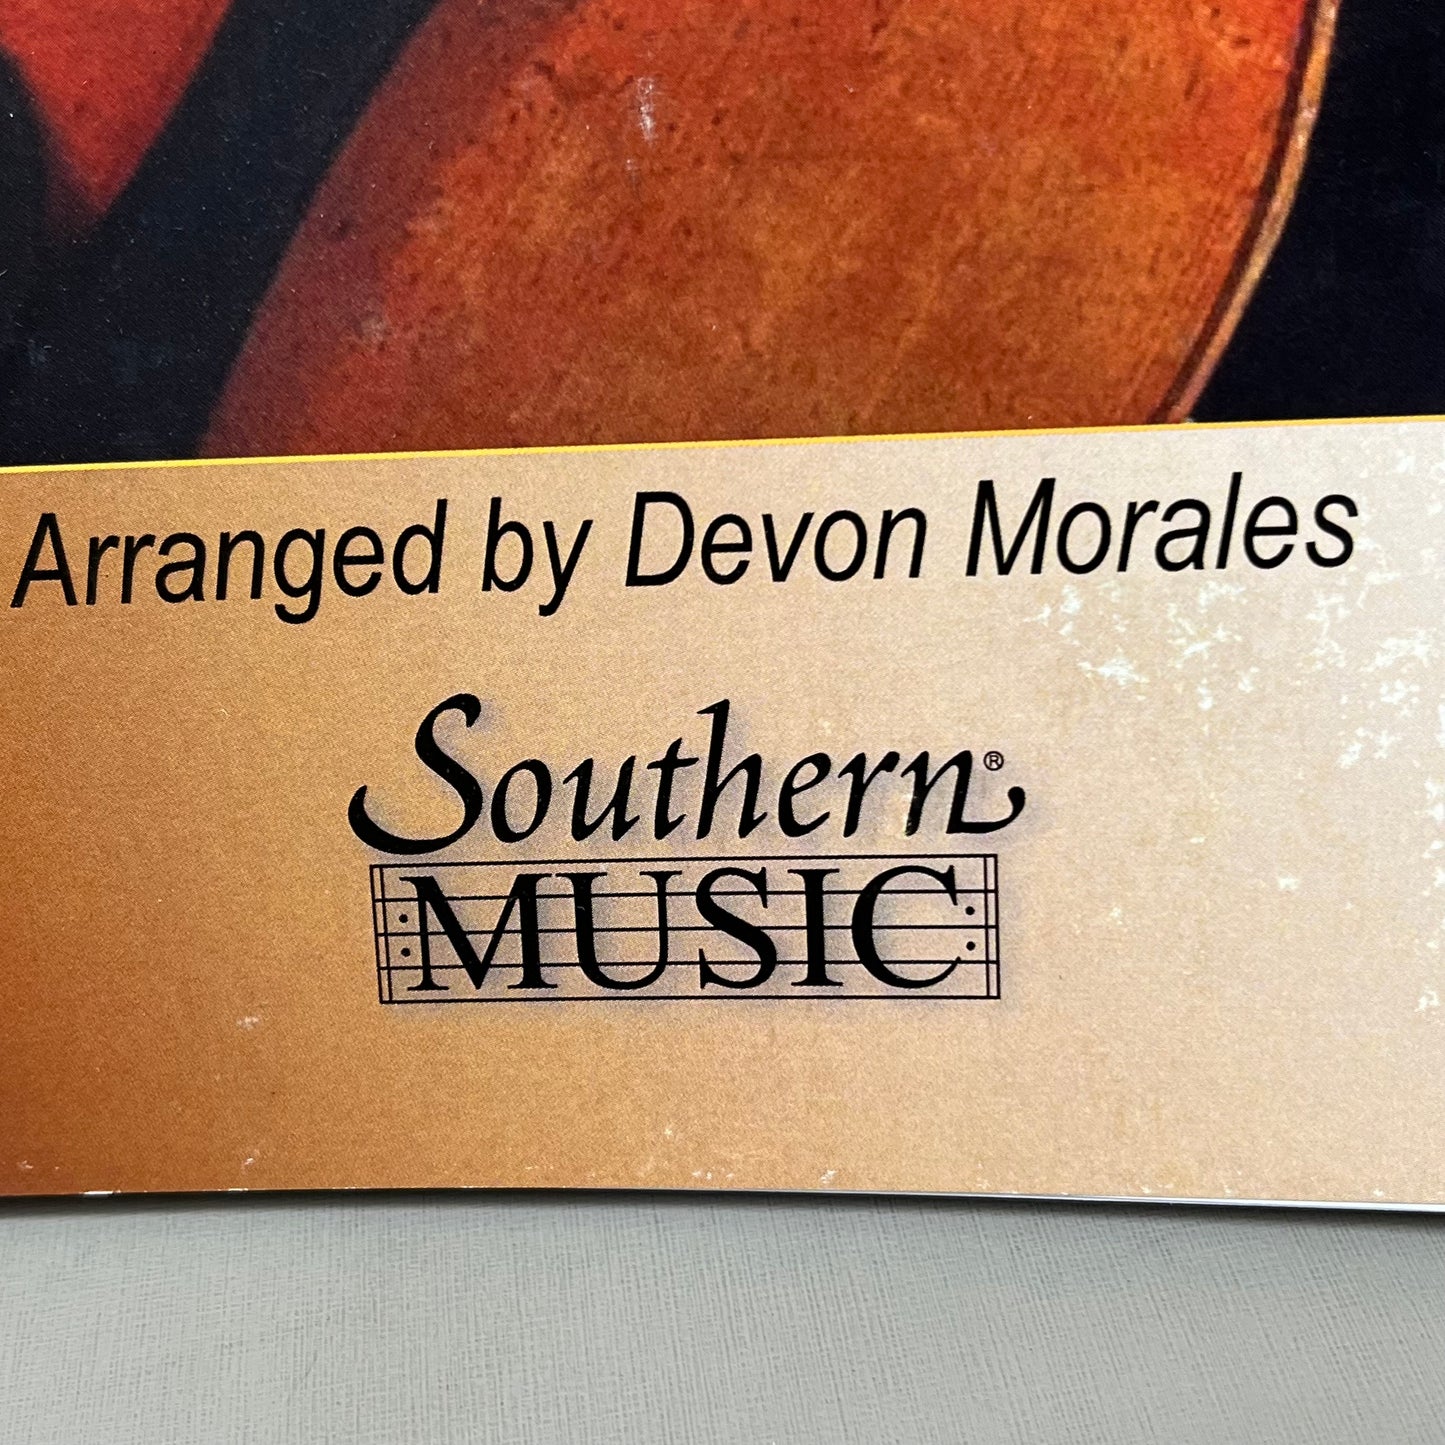 Arranged by Devon Morales
Southern®
MUSIC